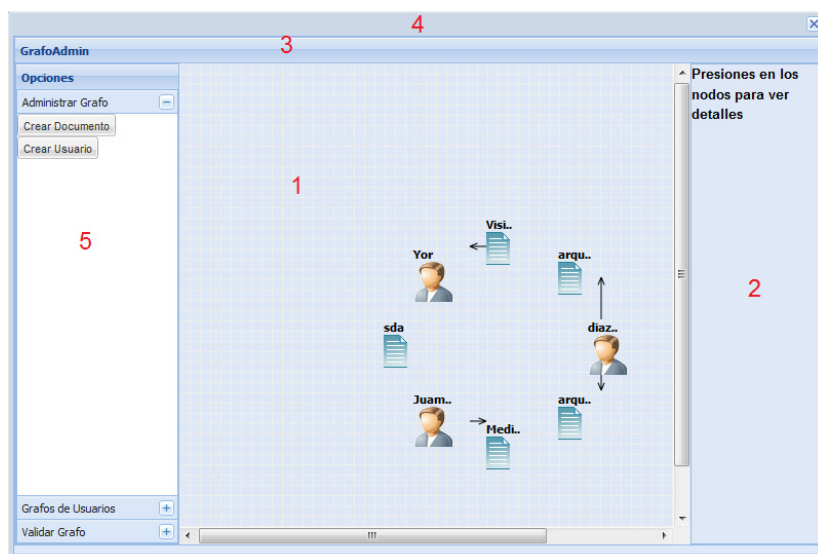 4
3
GrafoAdmin
Opciones
Administrar Grafo
Crear Documento
Crear Usuario
5
1
Visi..
Yor
arqu..
sda
diaz..
Juam..
arqu..
Medi..
Presiones en los
nodos para ver
detalles
2
Grafos de Usuarios
Validar Grafo